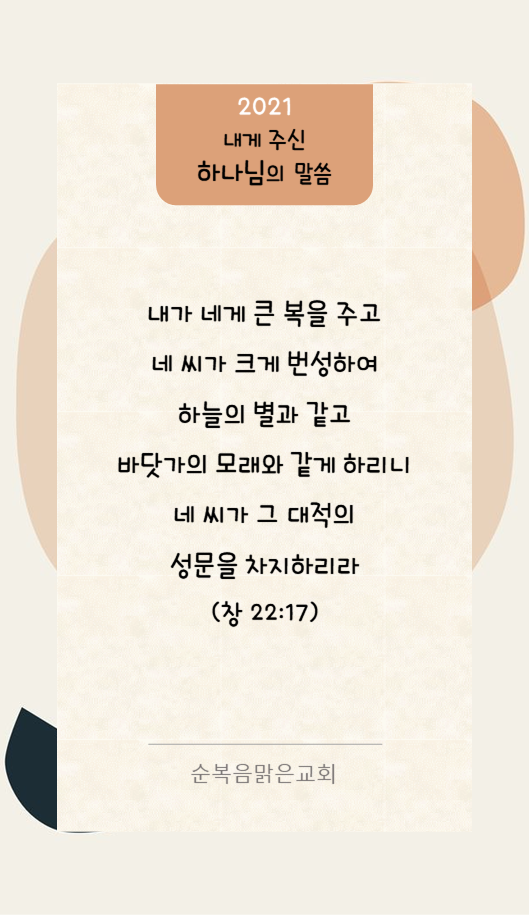 2021
내게 주신
하나님의 말씀
내가 네게 큰 복을 주고
네 씨가 크게 번성하여
하늘의 별과 같고
바닷가의 모래와 같게 하리니
네 씨가 그 대적의
성문을 차지하리라
(창 22:17)
순복음맑은교회